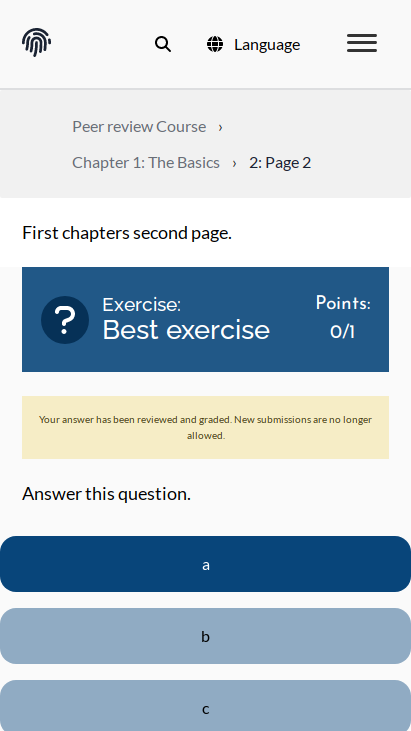 Language
Peer review Course ›
Chapter 1: The Basics › 2: Page 2
First chapters second page.
?
Exercise:
Best exercise
Points:
0/1
Your answer has been reviewed and graded. New submissions are no longer
allowed.
Answer this question.
a
b
c